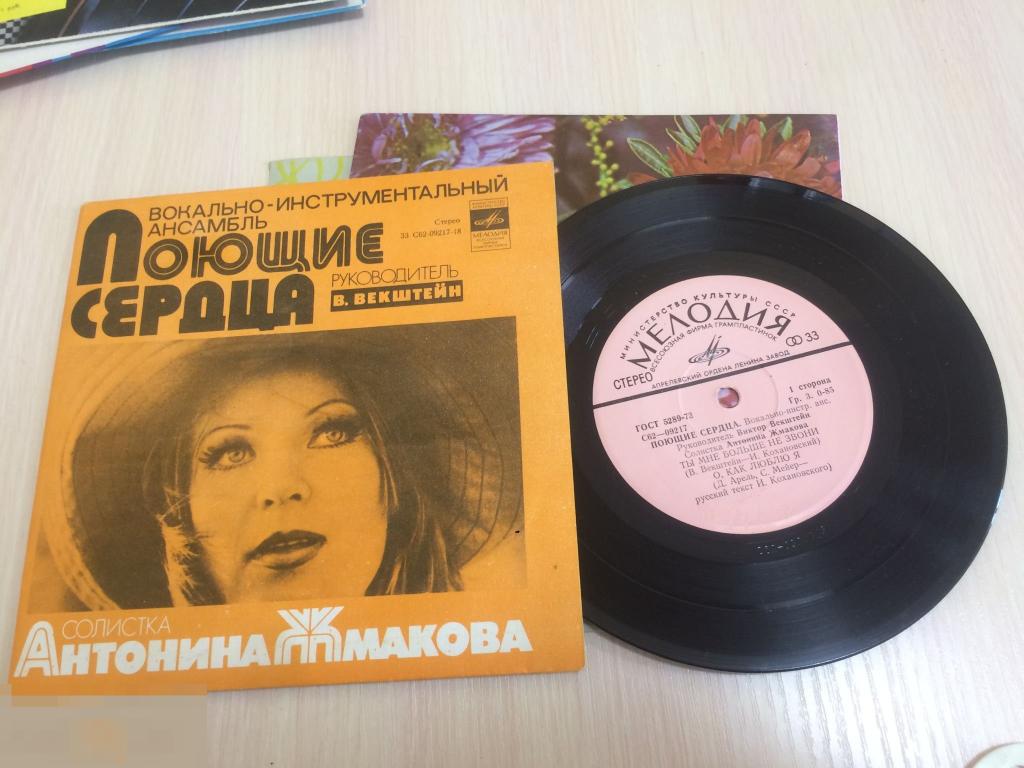 ВОКАЛЬНО-ИНСТРУМЕНТАЛЬНЫЙ
АНСАМБЛЬ
ПОЮЩИЕ
СЕРДЦА
РУКОВОДИТЕЛЬ
В. ВЕКШТЕЙН
Стерео
33 С62-09217-18
МЕЛОДИЯ
СОЛИСТКА
АНТОНИНА ЖМАКОВА
МИНИСТЕРСТВО КУЛЬТУРЫ СССР
МЕЛОДИЯ
ВСЕСОЮЗНАЯ ФИРМА ГРАМПЛАСТИНОК
СТЕРЕО
33
АПРЕЛЕВСКИЙ ОРДЕНА ЛЕНИНА ЗАВОД
ГОСТ 5289-73
1 сторона
С62—09217
Гр. 3. 0-85
ПОЮЩИЕ СЕРДЦА. Вокально-инстр. анс.
Руководитель Виктор Векштейн
Солистка Антонина Жмакова
ТЫ МНЕ БОЛЬШЕ НЕ ЗВОНИ
(В. Векштейн—И. Кохановский)
О, КАК ЛЮБЛЮ Я
(Д. Арель, С. Мейер—
русский текст И. Кохановского)